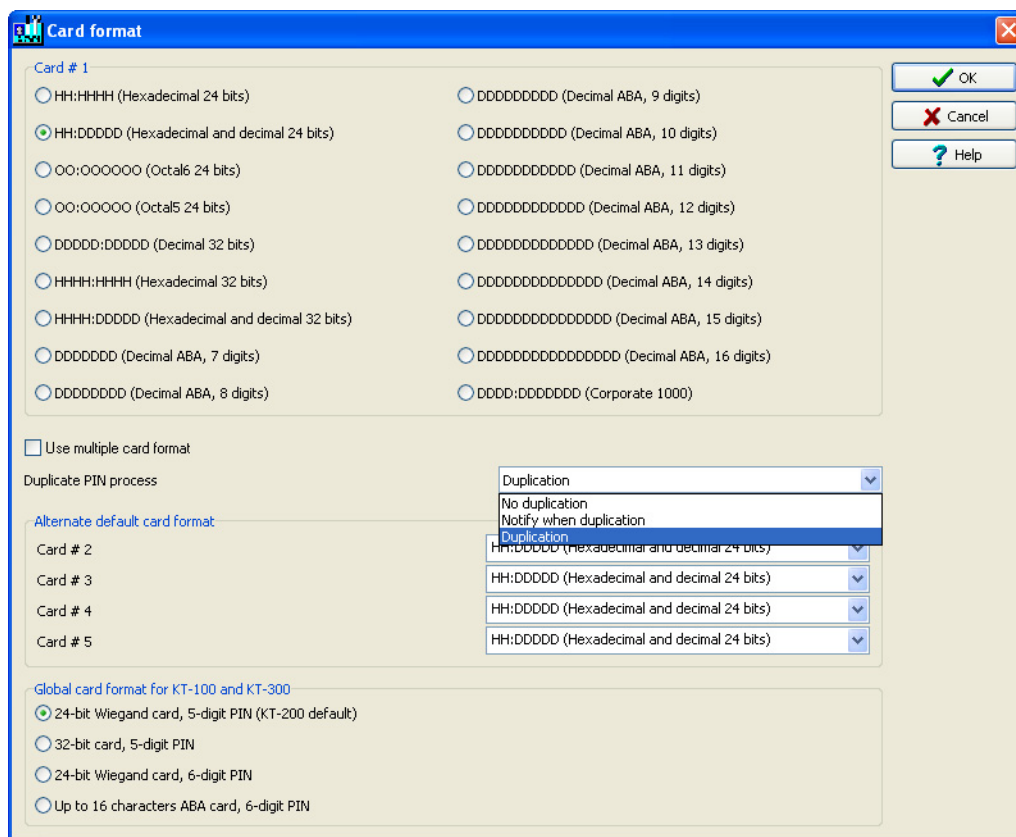 Card format
Card # 1
HH:HHHH (Hexadecimal 24 bits)
HH:DDDDD (Hexadecimal and decimal 24 bits)
OO:OOOOOO (Octal6 24 bits)
OO:OOOOO (Octal5 24 bits)
DDDDD:DDDDD (Decimal 32 bits)
HHHH:HHHH (Hexadecimal 32 bits)
HHHH:DDDDD (Hexadecimal and decimal 32 bits)
DDDDDDD (Decimal ABA, 7 digits)
DDDDDDDD (Decimal ABA, 8 digits)
DDDDDDDDD (Decimal ABA, 9 digits)
DDDDDDDDDD (Decimal ABA, 10 digits)
DDDDDDDDDDD (Decimal ABA, 11 digits)
DDDDDDDDDDDD (Decimal ABA, 12 digits)
DDDDDDDDDDDDD (Decimal ABA, 13 digits)
DDDDDDDDDDDDDD (Decimal ABA, 14 digits)
DDDDDDDDDDDDDDD (Decimal ABA, 15 digits)
DDDDDDDDDDDDDDDD (Decimal ABA, 16 digits)
DDDD:DDDDDDD (Corporate 1000)
OK
Cancel
Help
Use multiple card format
Duplicate PIN process
Duplication
No duplication
Notify when duplication
Duplication
Alternate default card format
Card # 2
HH:DDDDD (Hexadecimal and decimal 24 bits)
Card # 3
HH:DDDDD (Hexadecimal and decimal 24 bits)
Card # 4
HH:DDDDD (Hexadecimal and decimal 24 bits)
Card # 5
HH:DDDDD (Hexadecimal and decimal 24 bits)
Global card format for KT-100 and KT-300
24-bit Wiegand card, 5-digit PIN (KT-200 default)
32-bit card, 5-digit PIN
24-bit Wiegand card, 6-digit PIN
Up to 16 characters ABA card, 6-digit PIN